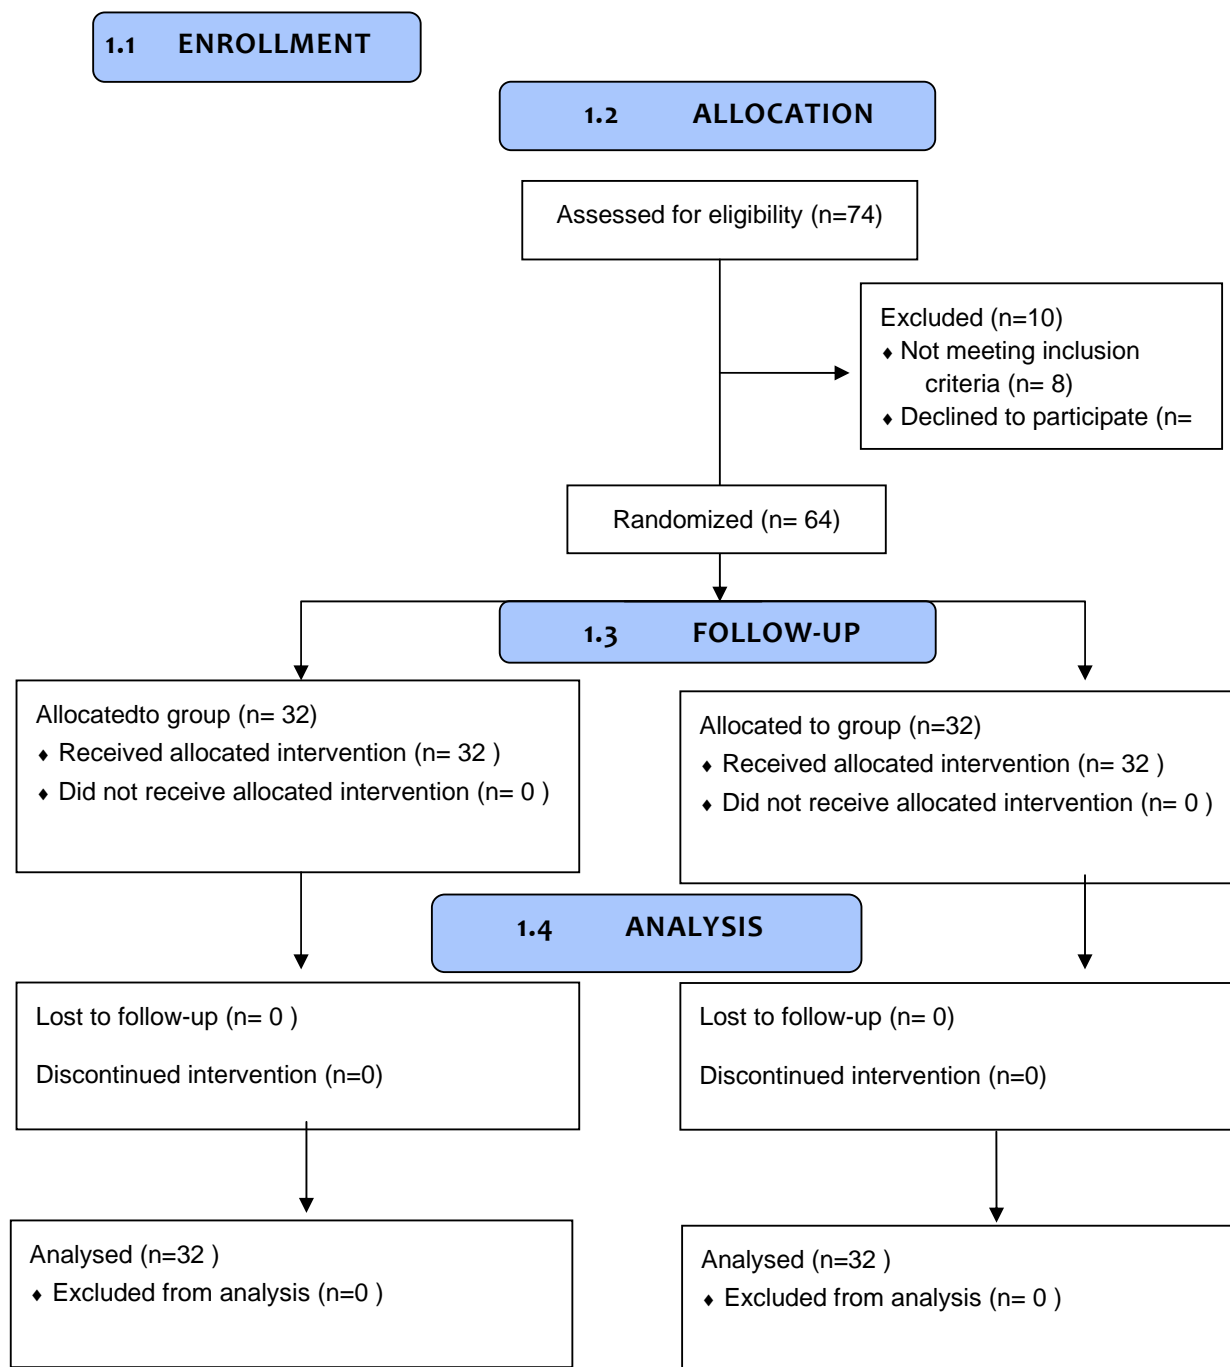 1.1 ENROLLMENT
1.2 ALLOCATION
Assessed for eligibility (n=74)
Excluded (n=10)
♦ Not meeting inclusion
criteria (n= 8)
♦ Declined to participate (n=
Randomized (n= 64)
1.3 FOLLOW-UP
Allocatedto group (n= 32)
♦ Received allocated intervention (n= 32 )
♦ Did not receive allocated intervention (n= 0 )
Allocated to group (n=32)
♦ Received allocated intervention (n= 32 )
♦ Did not receive allocated intervention (n= 0 )
1.4 ANALYSIS
Lost to follow-up (n= 0 )
Discontinued intervention (n=0)
Lost to follow-up (n= 0)
Discontinued intervention (n=0)
Analysed (n=32 )
♦ Excluded from analysis (n=0 )
Analysed (n=32 )
♦ Excluded from analysis (n= 0 )